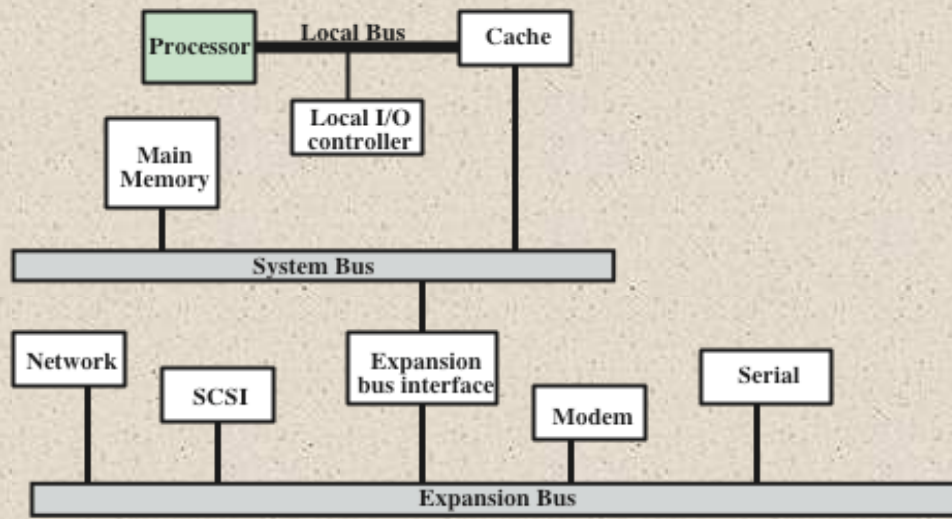 Processor
Local Bus
Cache
Local I/O
controller
Main
Memory
System Bus
Network
SCSI
Expansion
bus interface
Modem
Serial
Expansion Bus